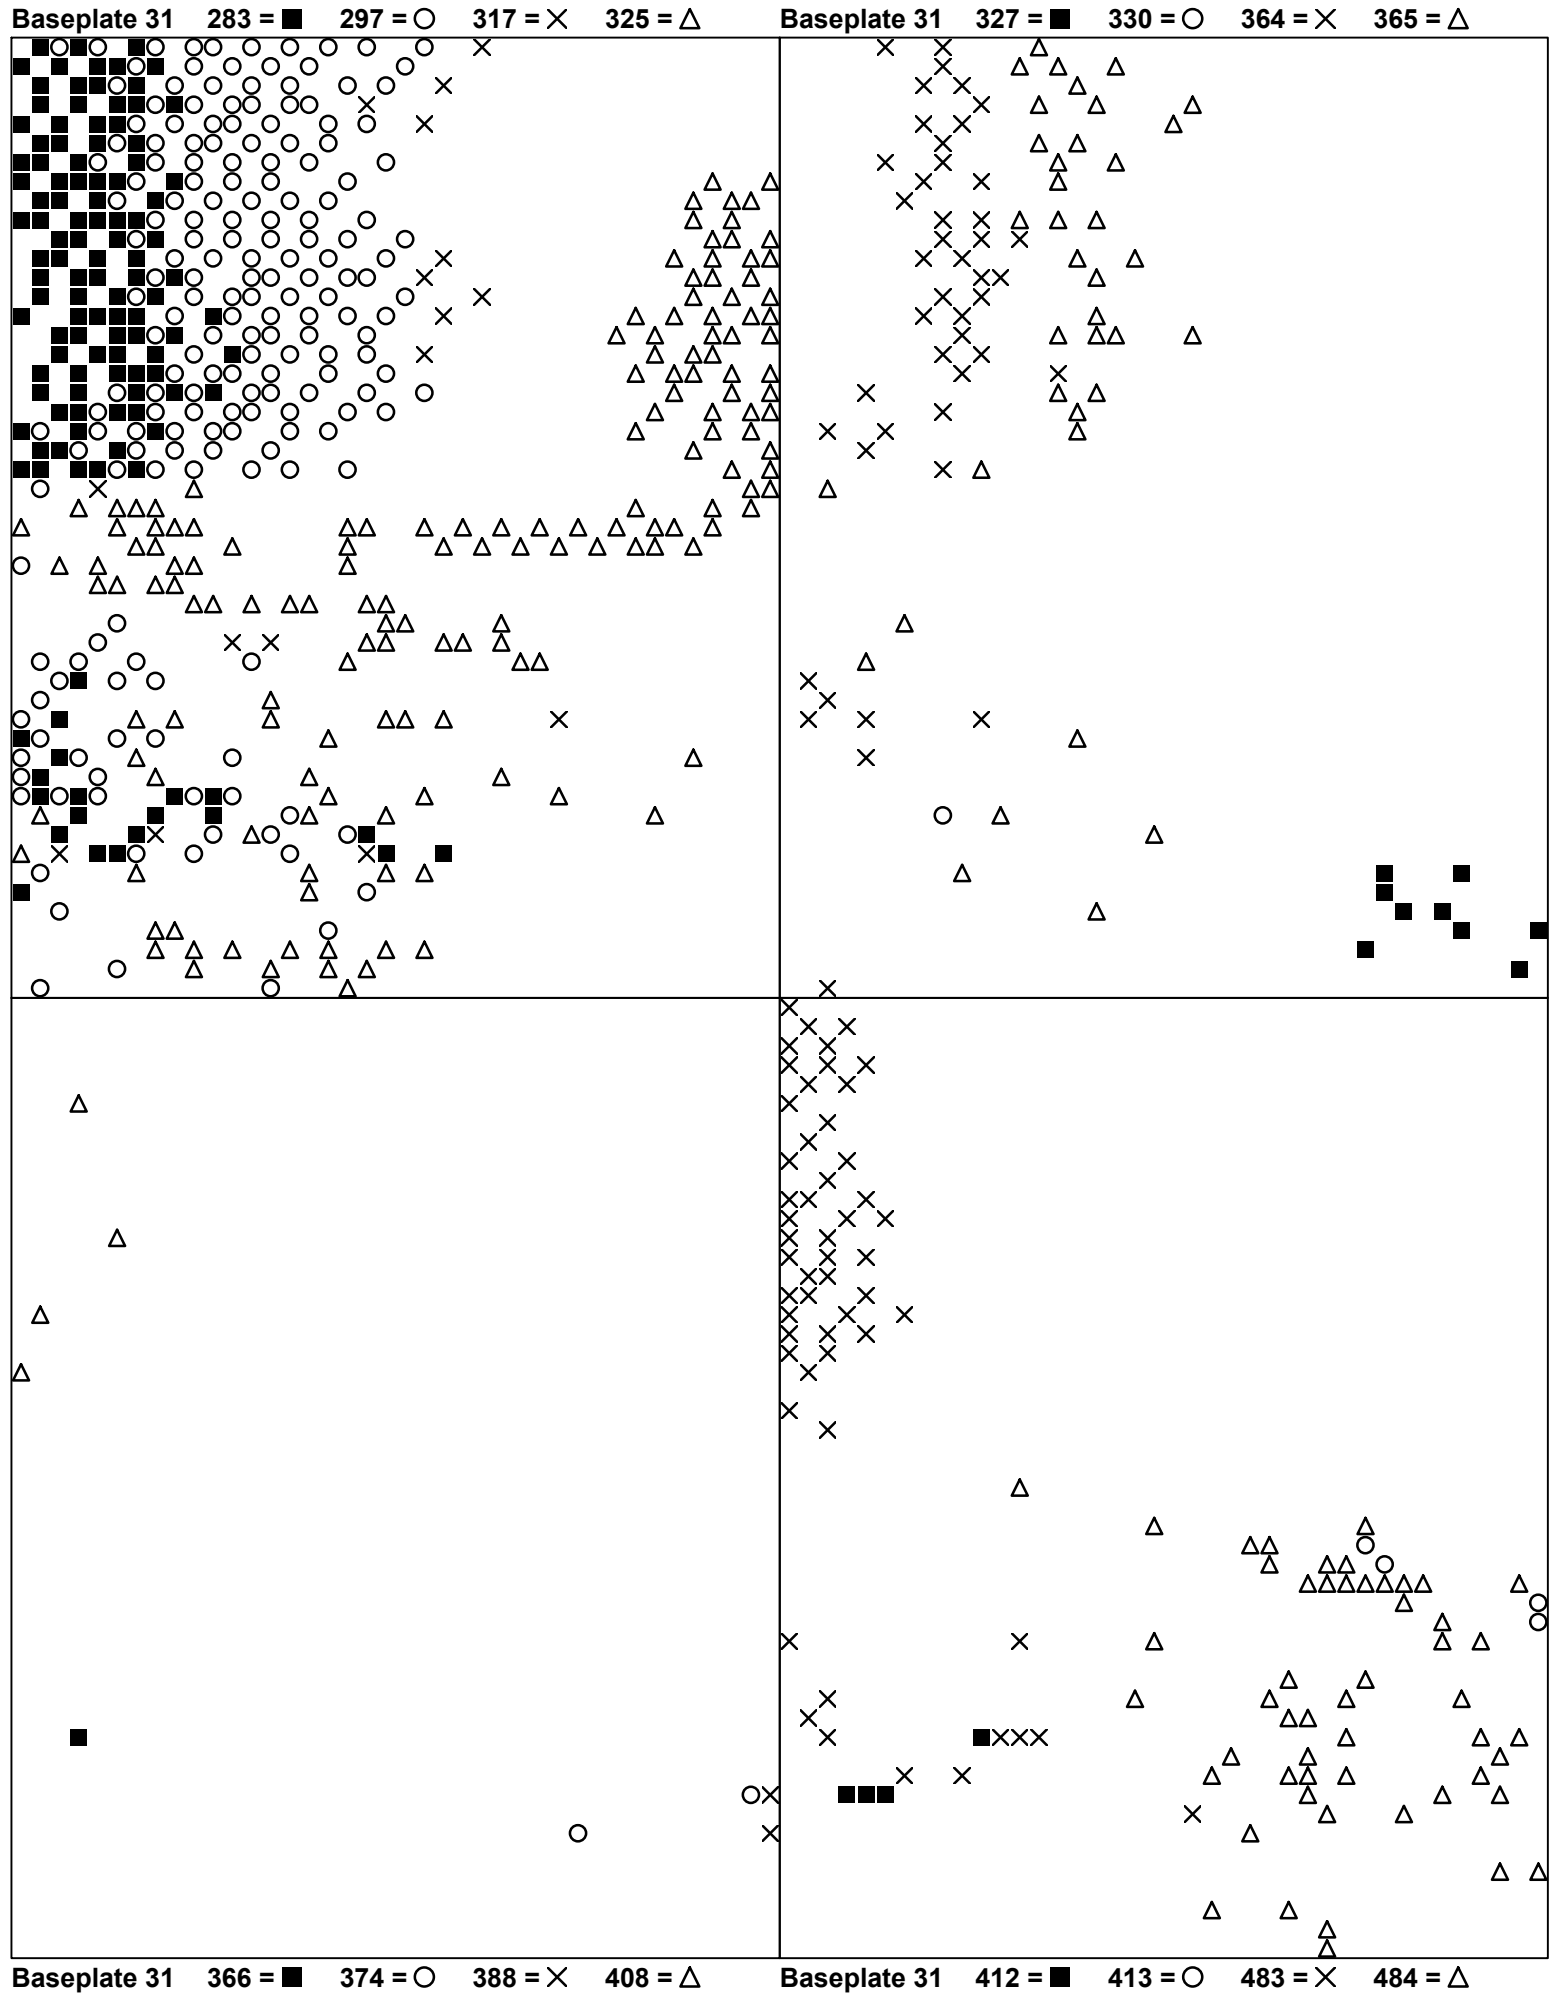 Baseplate 31 283 = ■ 297 = ○ 317 = × 325 = △
Baseplate 31 327 = ■ 330 = ○ 364 = × 365 = △
Baseplate 31 366 = ■ 374 = ○ 388 = × 408 = △
Baseplate 31 412 = ■ 413 = ○ 483 = × 484 = △